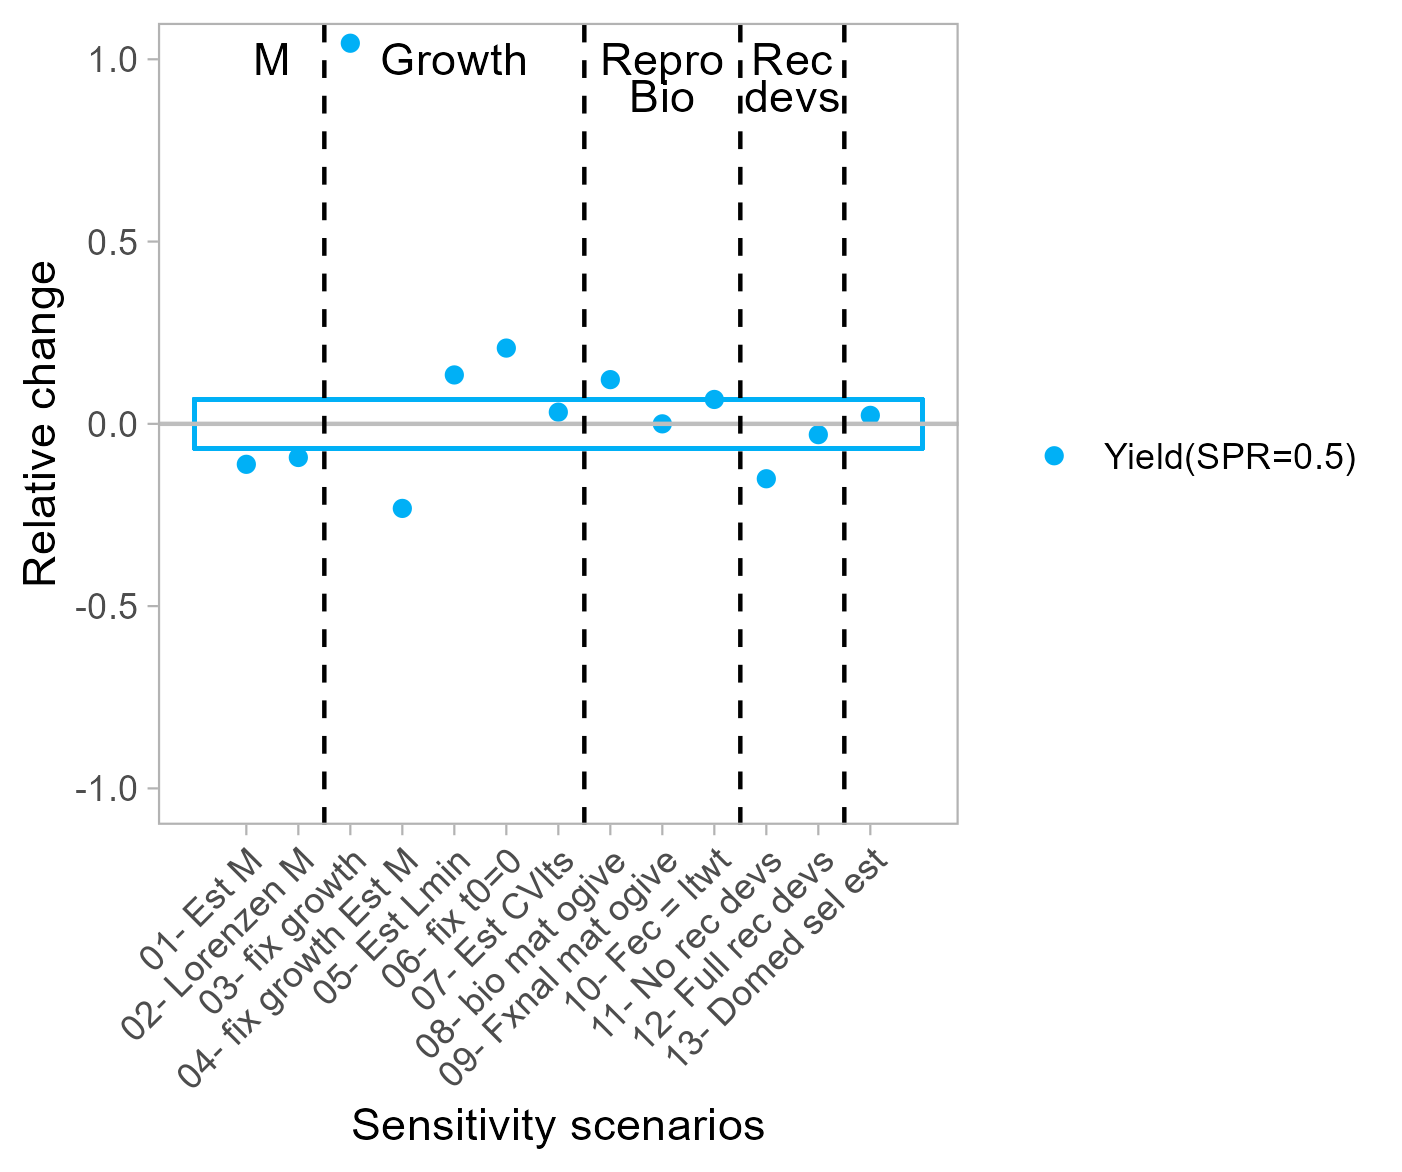 M
Growth
Repro
Bio
Rec
devs
1.0
0.5
0.0
-0.5
-1.0
Relative change
Yield(SPR=0.5)
01- Est M
02- Lorenzen M
03- fix growth
04- fix growth Est M
05- Est Lmin
06- fix t0=0
07- Est CVlts
08- bio mat ogive
09- Fxnal mat ogive
10- Fec = ltwt
11- No rec devs
12- Full rec devs
13- Domed sel est
Sensitivity scenarios